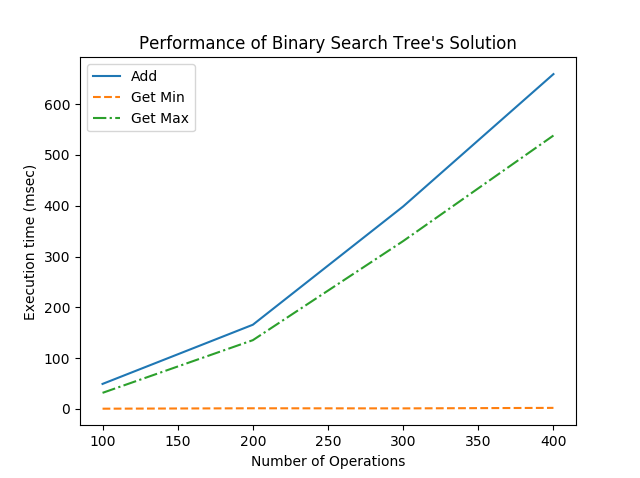 Performance of Binary Search Tree's Solution
Add
Get Min
Get Max
Execution time (msec)
600
500
400
300
200
100
0
100 150 200 250 300 350 400
Number of Operations